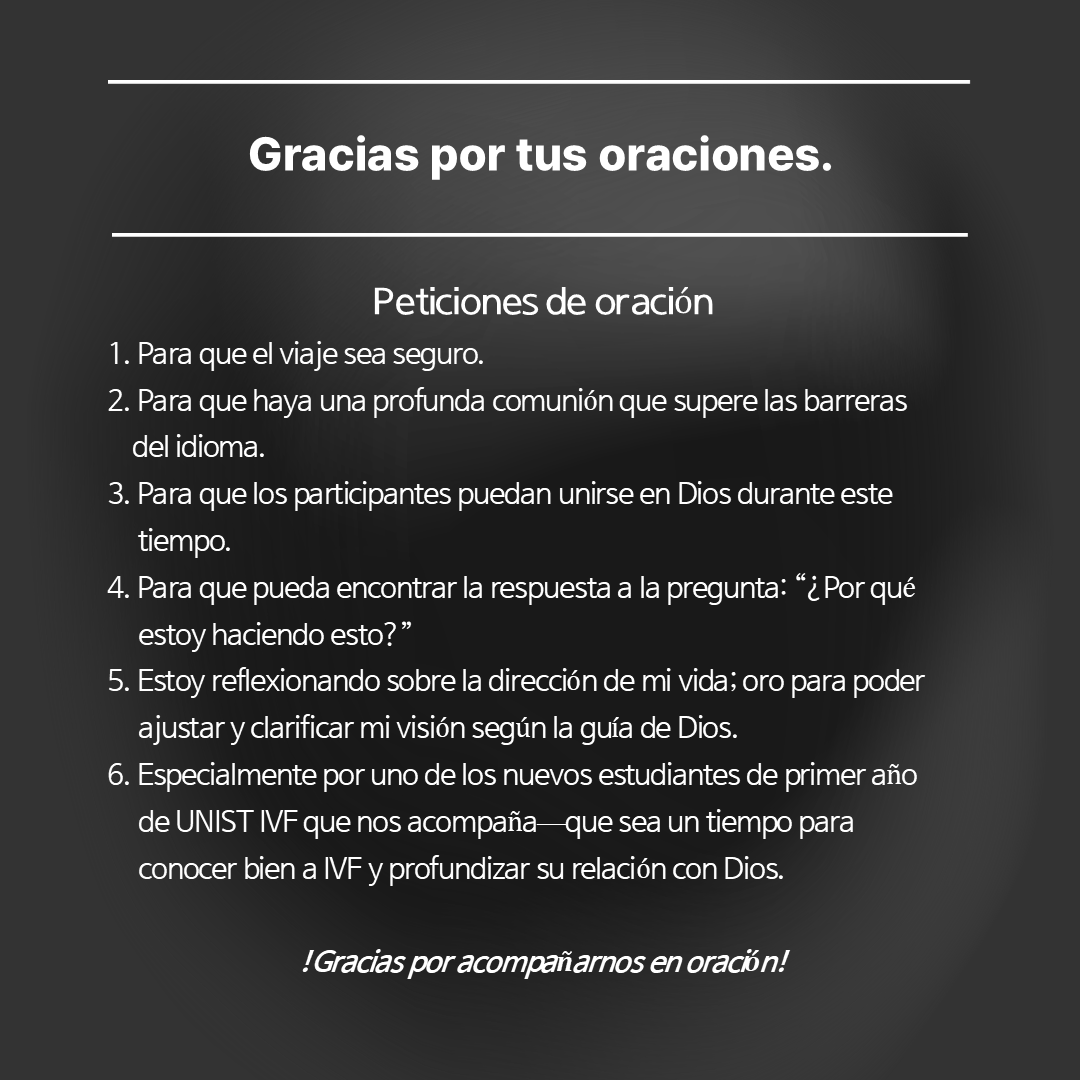 Gracias por tus oraciones.
Peticiones de oración
1. Para que el viaje sea seguro.
2. Para que haya una profunda comunión que supere las barreras
del idioma.
3. Para que los participantes puedan unirse en Dios durante este
tiempo.
4. Para que pueda encontrar la respuesta a la pregunta: “¿Por qué
estoy haciendo esto?”
5. Estoy reflexionando sobre la dirección de mi vida; oro para poder
ajustar y clarificar mi visión según la guía de Dios.
6. Especialmente por uno de los nuevos estudiantes de primer año
de UNIST IVF que nos acompaña—que sea un tiempo para
conocer bien a IVF y profundizar su relación con Dios.
!Gracias por acompañarnos en oración!